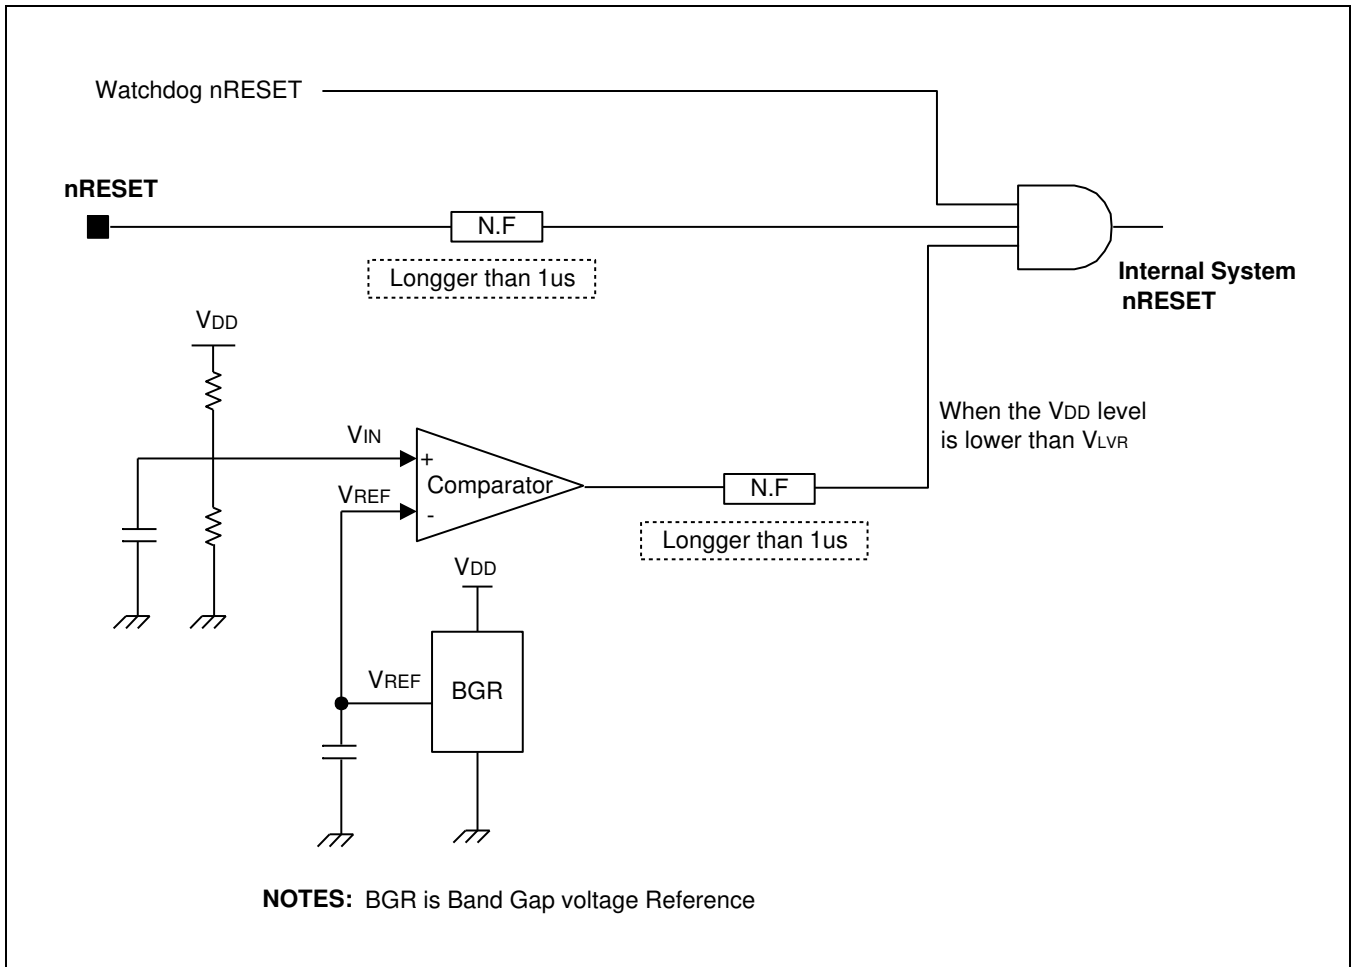 Watchdog nRESET
nRESET
N.F
Longger than 1us
Internal System
nRESET
VDD
When the VDD level
is lower than VLVR
VIN
+
Comparator
VREF
-
N.F
Longger than 1us
VDD
VREF
BGR
NOTES: BGR is Band Gap voltage Reference